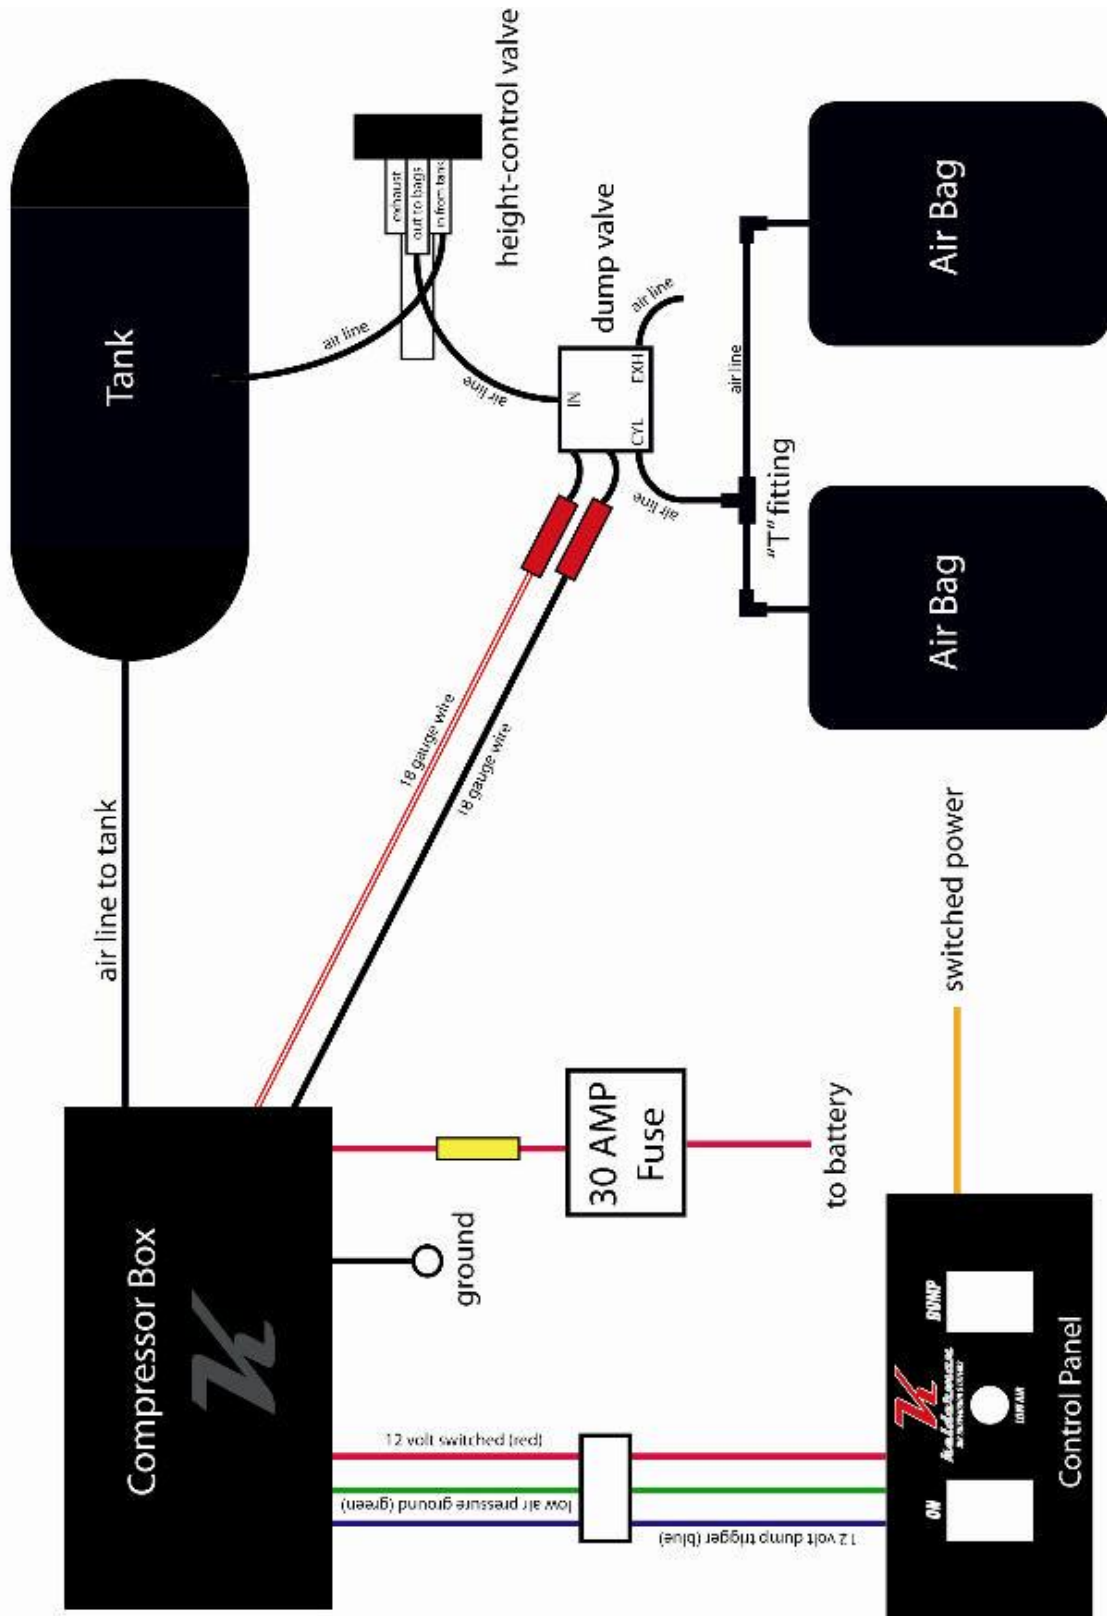 Tank
exhaust
out to bags
in from tank
height-control valve
air line
air line
dump valve
IN
EXH
CYL
air line
air line
air line
"T" fitting
Air Bag
Air Bag
18 gauge wire
18 gauge wire
air line to tank
Compressor Box
30 AMP
Fuse
to battery
ground
switched power
12 volt switched (red)
low air pressure ground (green)
12 volt dump trigger (blue)
ON
DUMP
kelderman
LOW AIR
Control Panel